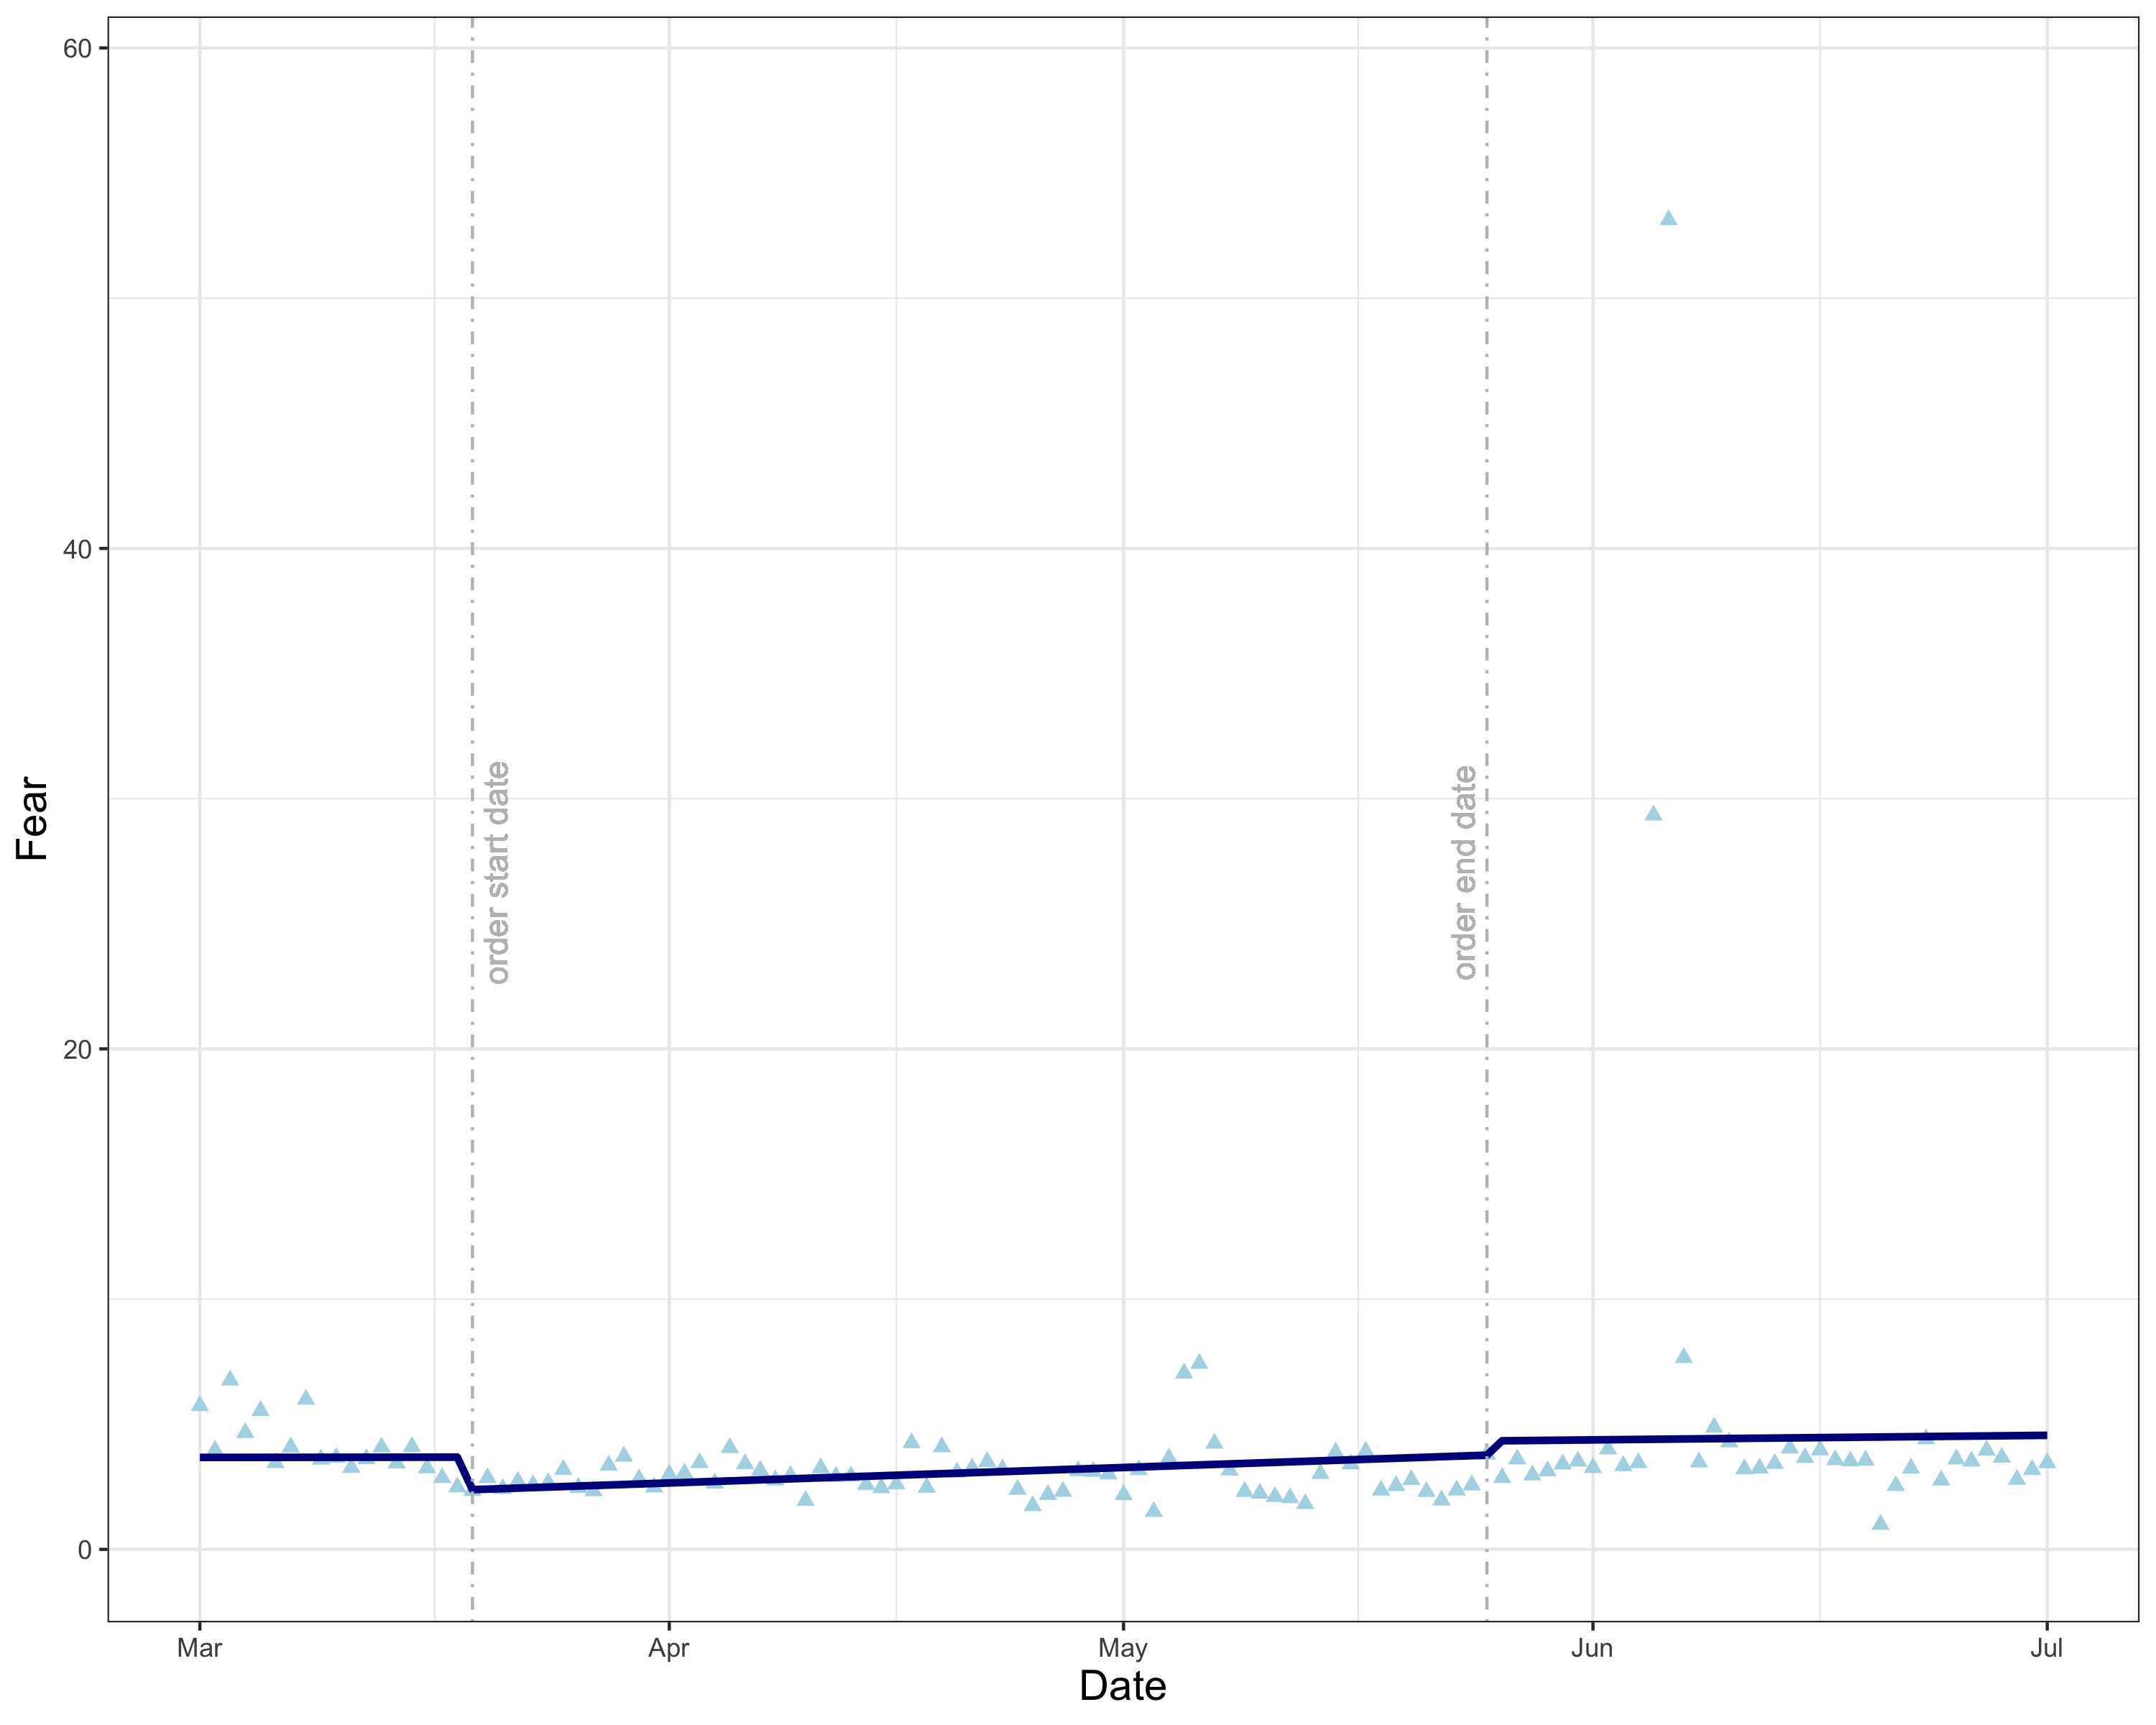 60
40
20
0
Fear
order start date
order end date
Mar
Apr
May
Jun
Jul
Date